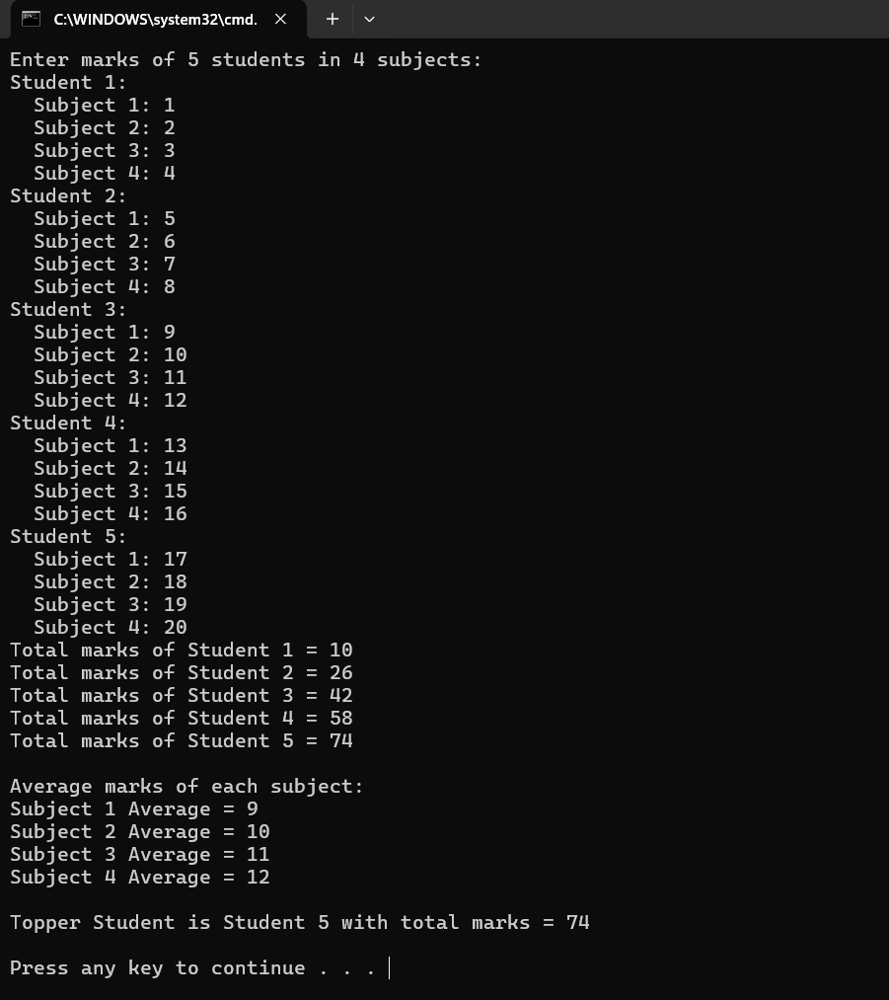 C:\WINDOWS\system32\cmd.
Enter marks of 5 students in 4 subjects:
Student 1:
  Subject 1: 1
  Subject 2: 2
  Subject 3: 3
  Subject 4: 4
Student 2:
  Subject 1: 5
  Subject 2: 6
  Subject 3: 7
  Subject 4: 8
Student 3:
  Subject 1: 9
  Subject 2: 10
  Subject 3: 11
  Subject 4: 12
Student 4:
  Subject 1: 13
  Subject 2: 14
  Subject 3: 15
  Subject 4: 16
Student 5:
  Subject 1: 17
  Subject 2: 18
  Subject 3: 19
  Subject 4: 20
Total marks of Student 1 = 10
Total marks of Student 2 = 26
Total marks of Student 3 = 42
Total marks of Student 4 = 58
Total marks of Student 5 = 74

Average marks of each subject:
Subject 1 Average = 9
Subject 2 Average = 10
Subject 3 Average = 11
Subject 4 Average = 12

Topper Student is Student 5 with total marks = 74

Press any key to continue . . .